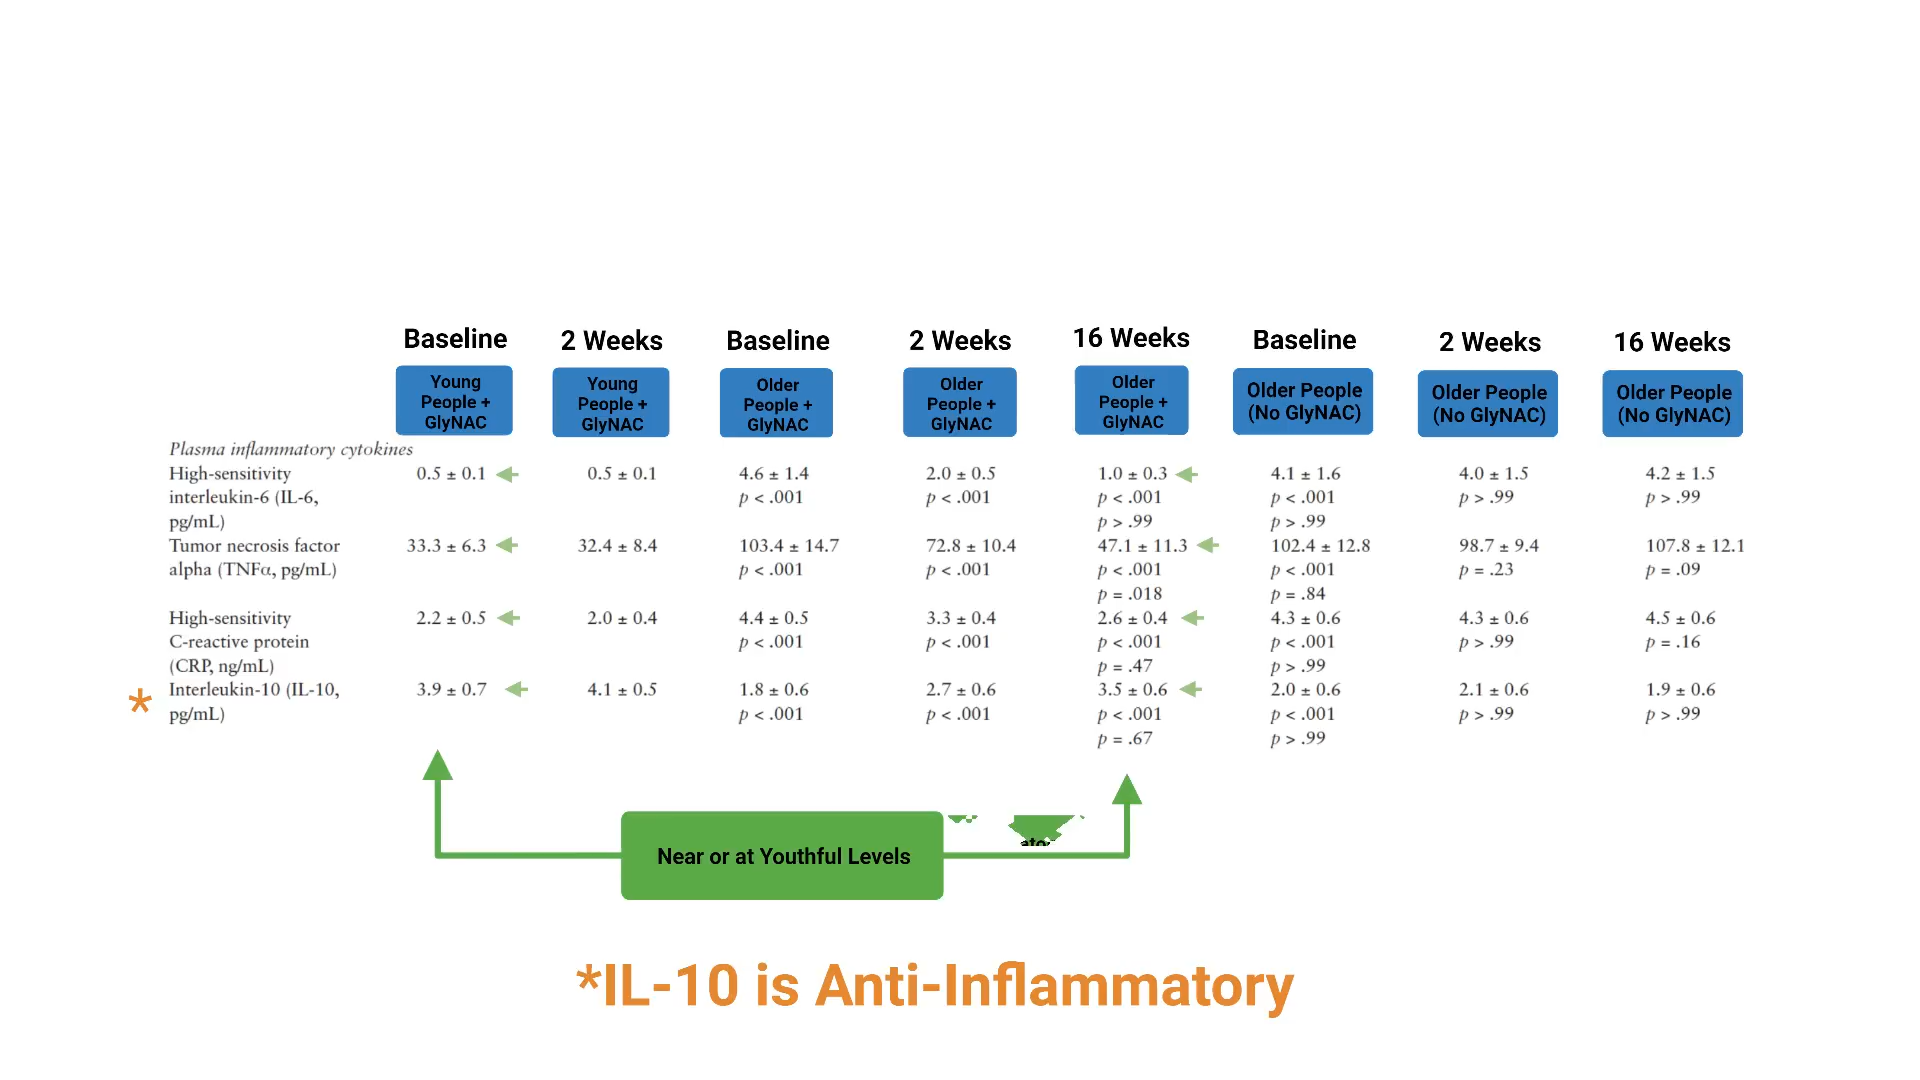 Baseline 2 Weeks Baseline 2 Weeks 16 Weeks Baseline 2 Weeks 16 Weeks
Young People + GlyNAC Young People + GlyNAC Older People + GlyNAC Older People + GlyNAC Older People + GlyNAC Older People (No GlyNAC) Older People (No GlyNAC) Older People (No GlyNAC)
Plasma inflammatory cytokines
High-sensitivity 0.5 ± 0.1 0.5 ± 0.1 4.6 ± 1.4 2.0 ± 0.5 1.0 ± 0.3 4.1 ± 1.6 4.0 ± 1.5 4.2 ± 1.5
interleukin-6 (IL-6, p < .001 p < .001 p < .001 p < .001 p > .99 p > .99
pg/mL) p > .99 p > .99
Tumor necrosis factor 33.3 ± 6.3 32.4 ± 8.4 103.4 ± 14.7 72.8 ± 10.4 47.1 ± 11.3 102.4 ± 12.8 98.7 ± 9.4 107.8 ± 12.1
alpha (TNFα, pg/mL) p < .001 p < .001 p < .001 p < .001 p = .23 p = .09
p = .018 p = .84
High-sensitivity 2.2 ± 0.5 2.0 ± 0.4 4.4 ± 0.5 3.3 ± 0.4 2.6 ± 0.4 4.3 ± 0.6 4.3 ± 0.6 4.5 ± 0.6
C-reactive protein p < .001 p < .001 p < .001 p < .001 p > .99 p = .16
(CRP, ng/mL) p = .47 p > .99
* Interleukin-10 (IL-10, 3.9 ± 0.7 4.1 ± 0.5 1.8 ± 0.6 2.7 ± 0.6 3.5 ± 0.6 2.0 ± 0.6 2.1 ± 0.6 1.9 ± 0.6
pg/mL) p < .001 p < .001 p < .001 p < .001 p > .99 p > .99
p = .67 p > .99
Near or at Youthful Levels
*IL-10 is Anti-Inflammatory